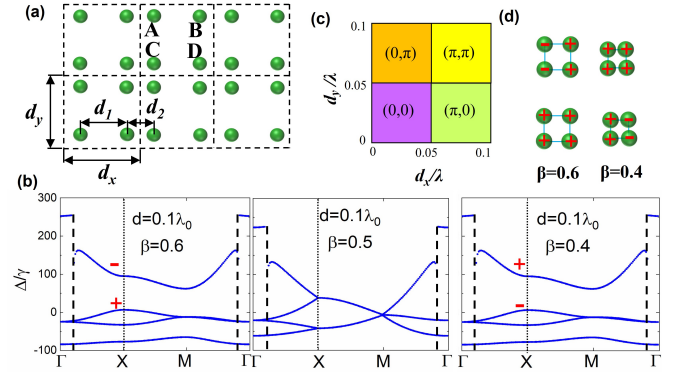 (a)
A B
C D
d_y
d_1
d_2
d_x
(c)
d_y/λ
0.1
0.05
0
(0,π)
(π,π)
(0,0)
(π,0)
0
0.05
0.1
d_x/λ
(d)
- +
- +
+ +
+ +
+ +
+ +
+ -
+ -
β=0.6
β=0.4
(b)
Δ/γ
300
200
100
0
-100
d=0.1λ_0
β=0.6
-
+
Γ X M Γ
d=0.1λ_0
β=0.5
Γ X M Γ
d=0.1λ_0
β=0.4
+
-
Γ X M Γ